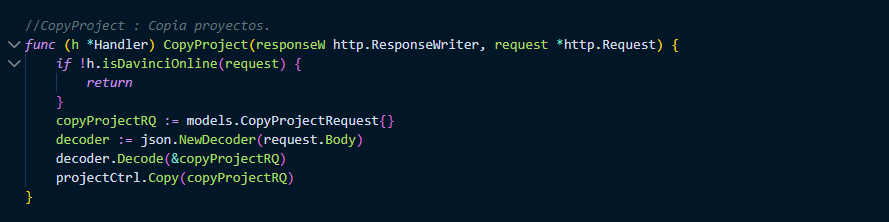 //CopyProject : Copia proyectos.
func (h *Handler) CopyProject(responseW http.ResponseWriter, request *http.Request) {
    if !h.isDavinciOnline(request) {
        return
    }
    copyProjectRQ := models.CopyProjectRequest{}
    decoder := json.NewDecoder(request.Body)
    decoder.Decode(&copyProjectRQ)
    projectCtrl.Copy(copyProjectRQ)
}